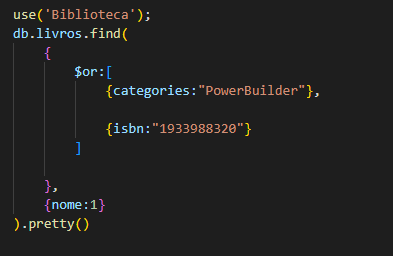 use('Biblioteca');
db.livros.find(
{
$or:[
{categories:"PowerBuilder"},
{isbn:"1933988320"}
]
},
{nome:1}
).pretty()